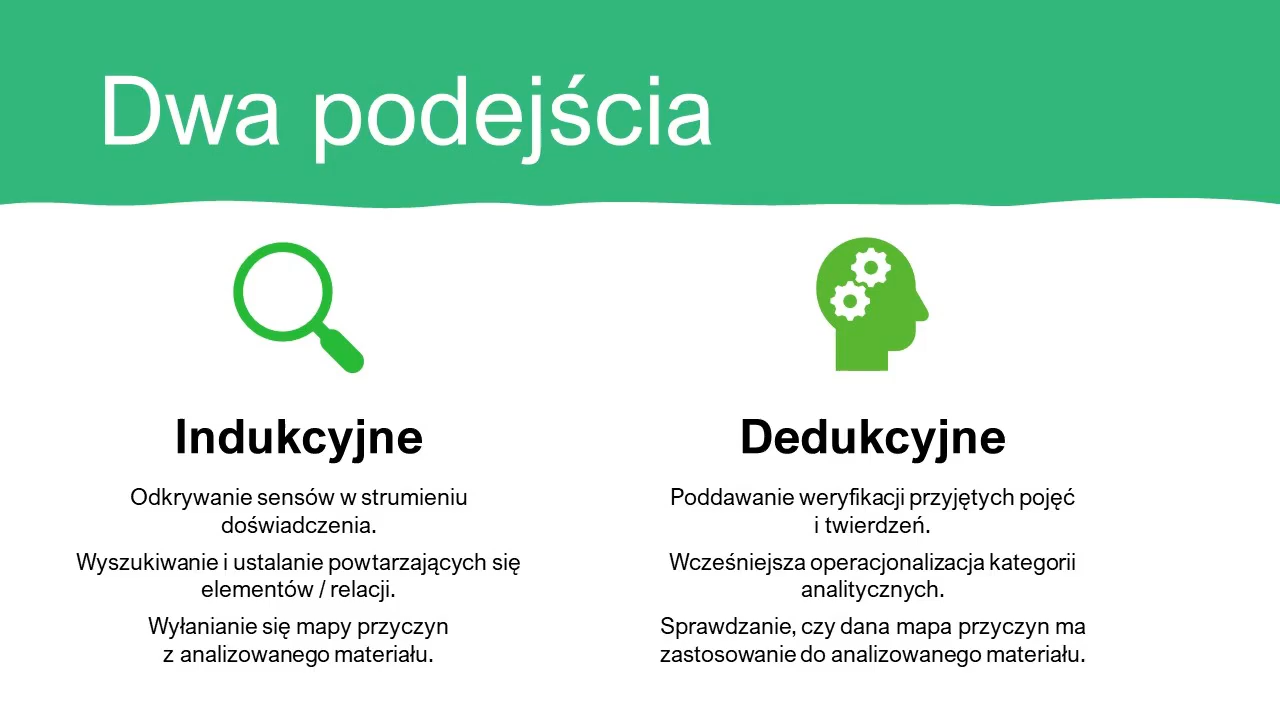 Dwa podejścia
Indukcyjne
Odkrywanie sensów w strumieniu
doświadczenia.
Wyszukiwanie i ustalanie powtarzających się
elementów / relacji.
Wyłanianie się mapy przyczyn
z analizowanego materiału.
Dedukcyjne
Poddawanie weryfikacji przyjętych pojęć
i twierdzeń.
Wcześniejsza operacjonalizacja kategorii
analitycznych.
Sprawdzanie, czy dana mapa przyczyn ma
zastosowanie do analizowanego materiału.